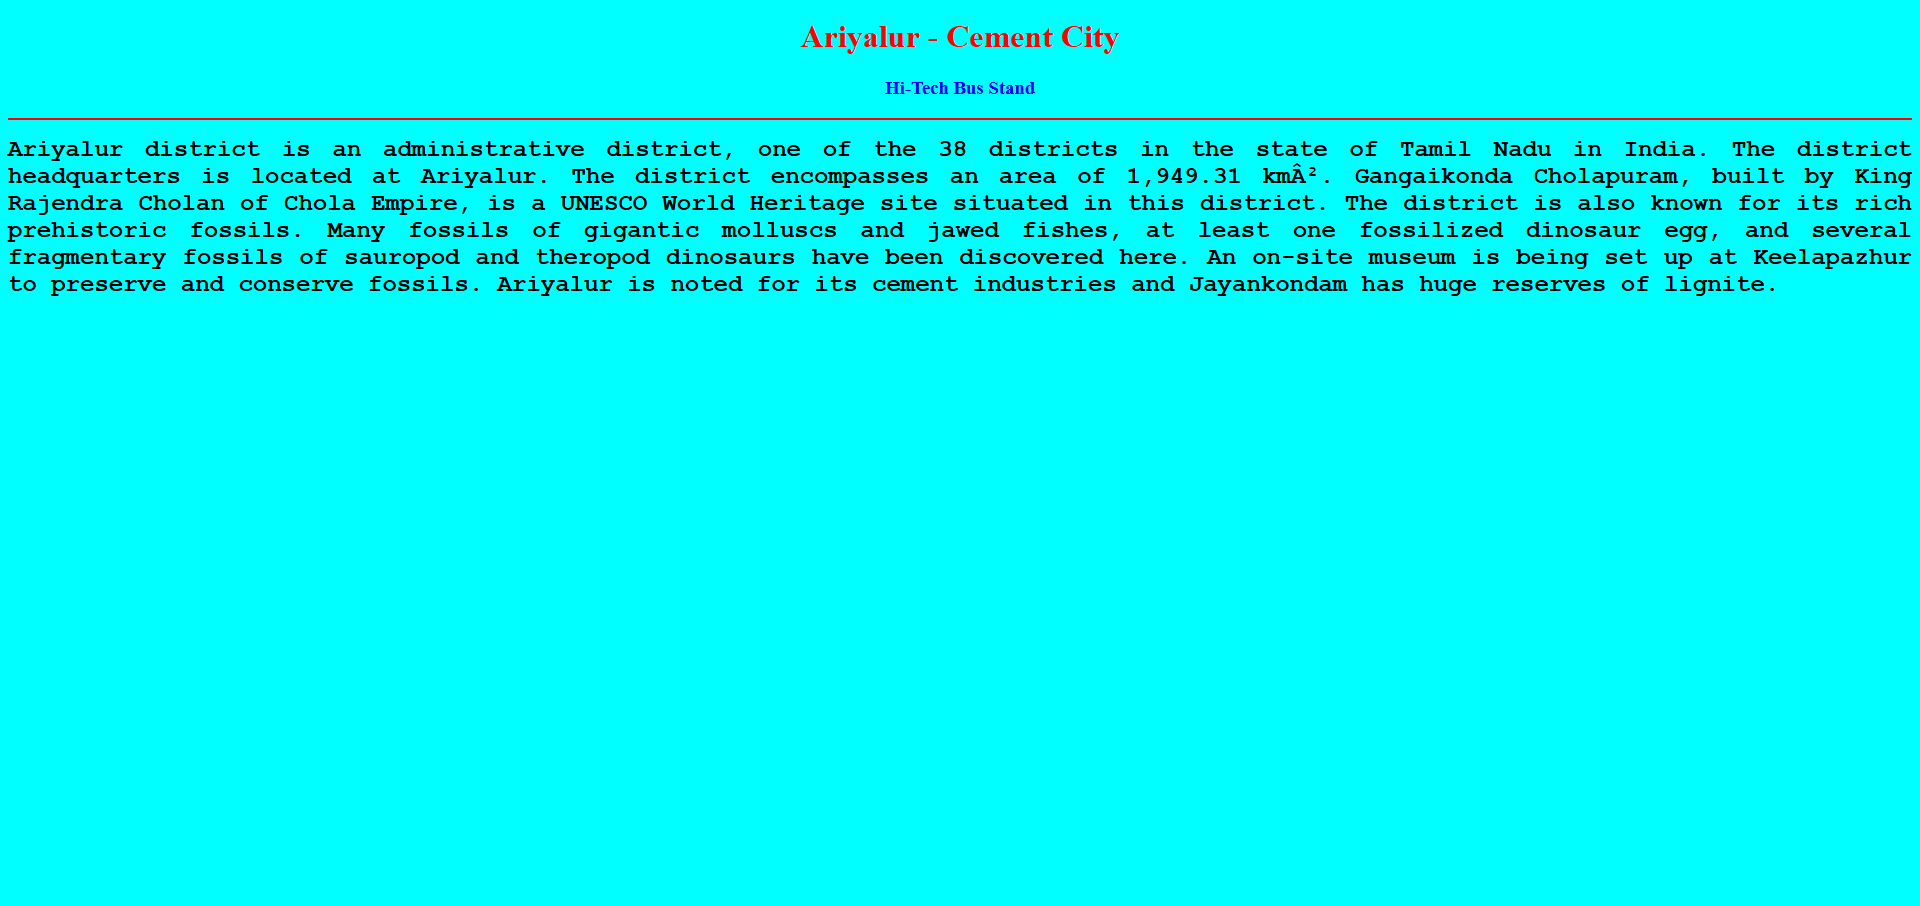 Ariyalur - Cement City
Hi-Tech Bus Stand
Ariyalur district is an administrative district, one of the 38 districts in the state of Tamil Nadu in India. The district
headquarters is located at Ariyalur. The district encompasses an area of 1,949.31 kmÂ². Gangaikonda Cholapuram, built by King
Rajendra Cholan of Chola Empire, is a UNESCO World Heritage site situated in this district. The district is also known for its rich
prehistoric fossils. Many fossils of gigantic molluscs and jawed fishes, at least one fossilized dinosaur egg, and several
fragmentary fossils of sauropod and theropod dinosaurs have been discovered here. An on-site museum is being set up at Keelapazhur
to preserve and conserve fossils. Ariyalur is noted for its cement industries and Jayankondam has huge reserves of lignite.